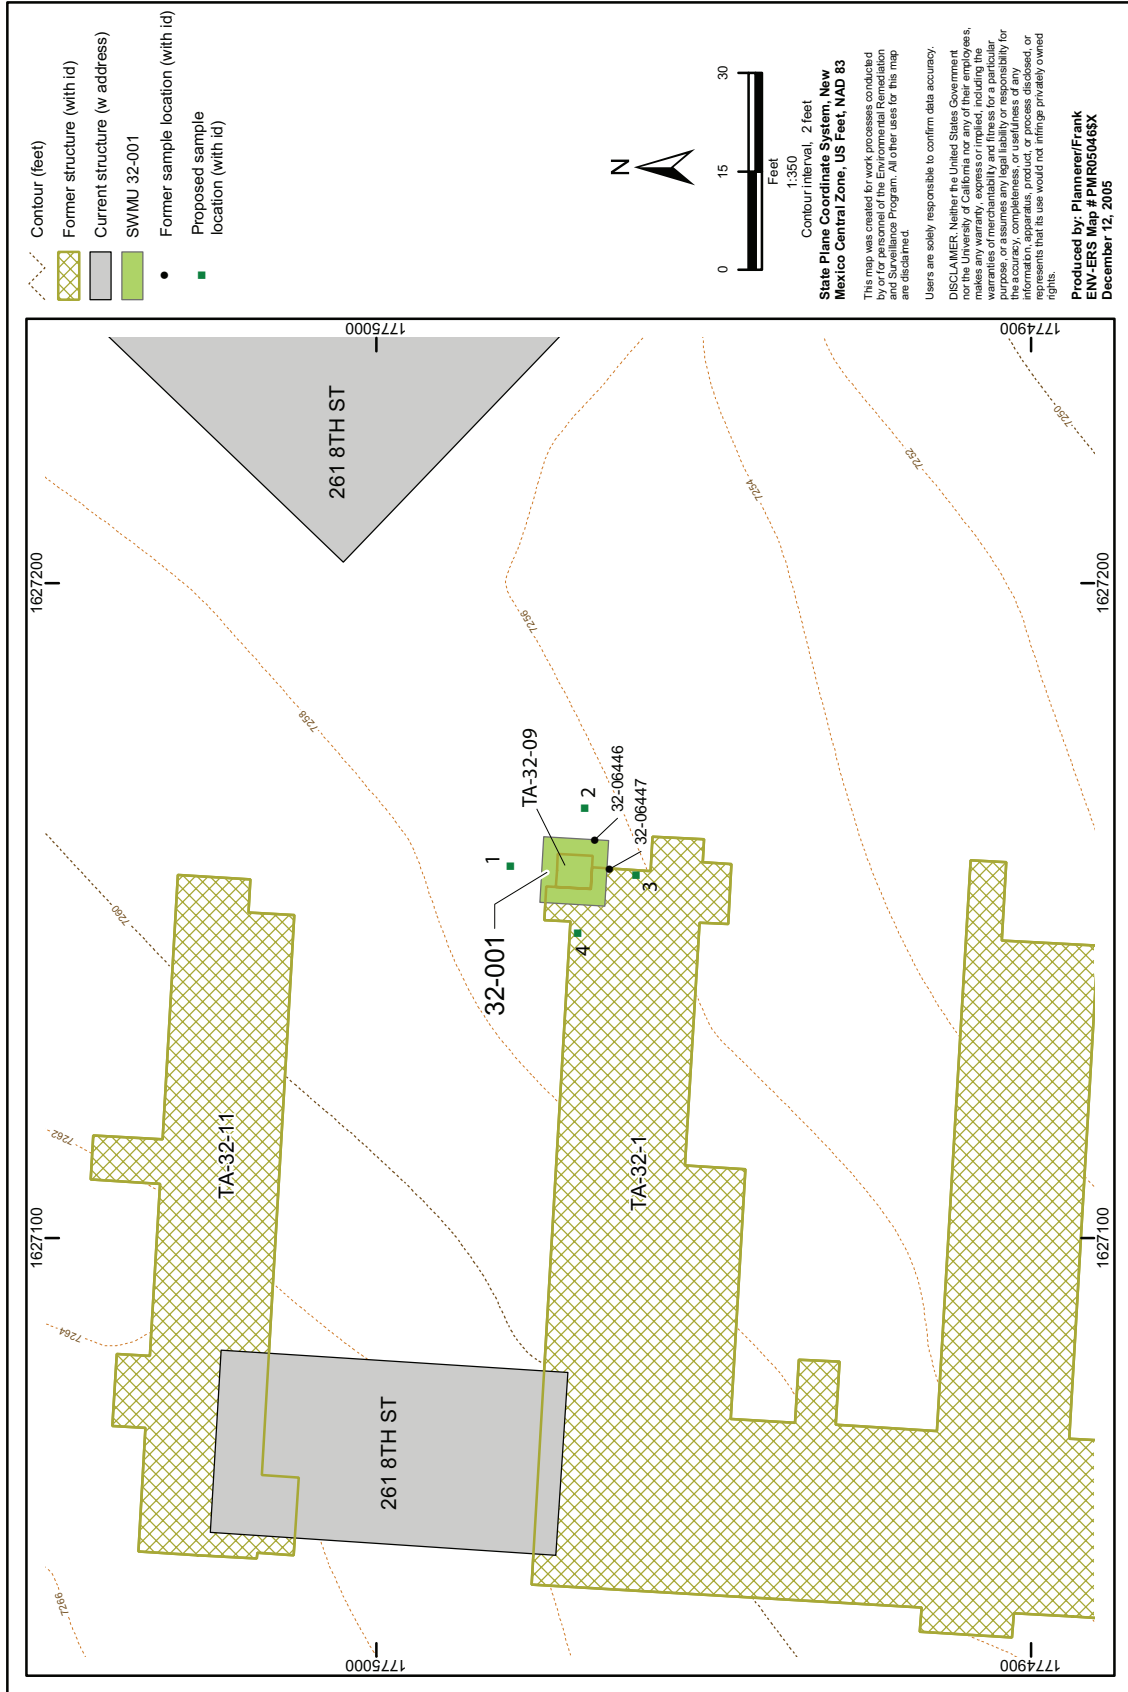 1627100
1627200
1775000
1775000
1774900
1774900
1627100
1627200
7266
7264
7262
7260
7258
7256
7254
7252
7250
TA-32-11
261 8TH ST
261 8TH ST
TA-32-1
32-001
TA-32-09
1
2
3
4
32-06446
32-06447
Contour (feet)
Former structure (with id)
Current structure (w address)
SWMU 32-001
Former sample location (with id)
Proposed sample
location (with id)
N
0
15
30
Feet
1:350
Contour interval, 2 feet
State Plane Coordinate System, New
Mexico Central Zone, US Feet, NAD 83
This map was created for work processes conducted
by or for personnel of the Environmental Remediation
and Surveillance Program. All other uses for this map
are disclaimed.
Users are solely responsible to confirm data accuracy.
DISCLAIMER: Neither the United States Government
nor the University of California nor any of their employees,
makes any warranty, express or implied, including the
warranties of merchantability and fitness for a particular
purpose, or assumes any legal liability or responsibility for
the accuracy, completeness, or usefulness of any
information, apparatus, product, or process disclosed, or
represents that its use would not infringe privately owned
rights.
Produced by: Plannerer/Frank
ENV-ERS Map # PMR05046SX
December 12, 2005